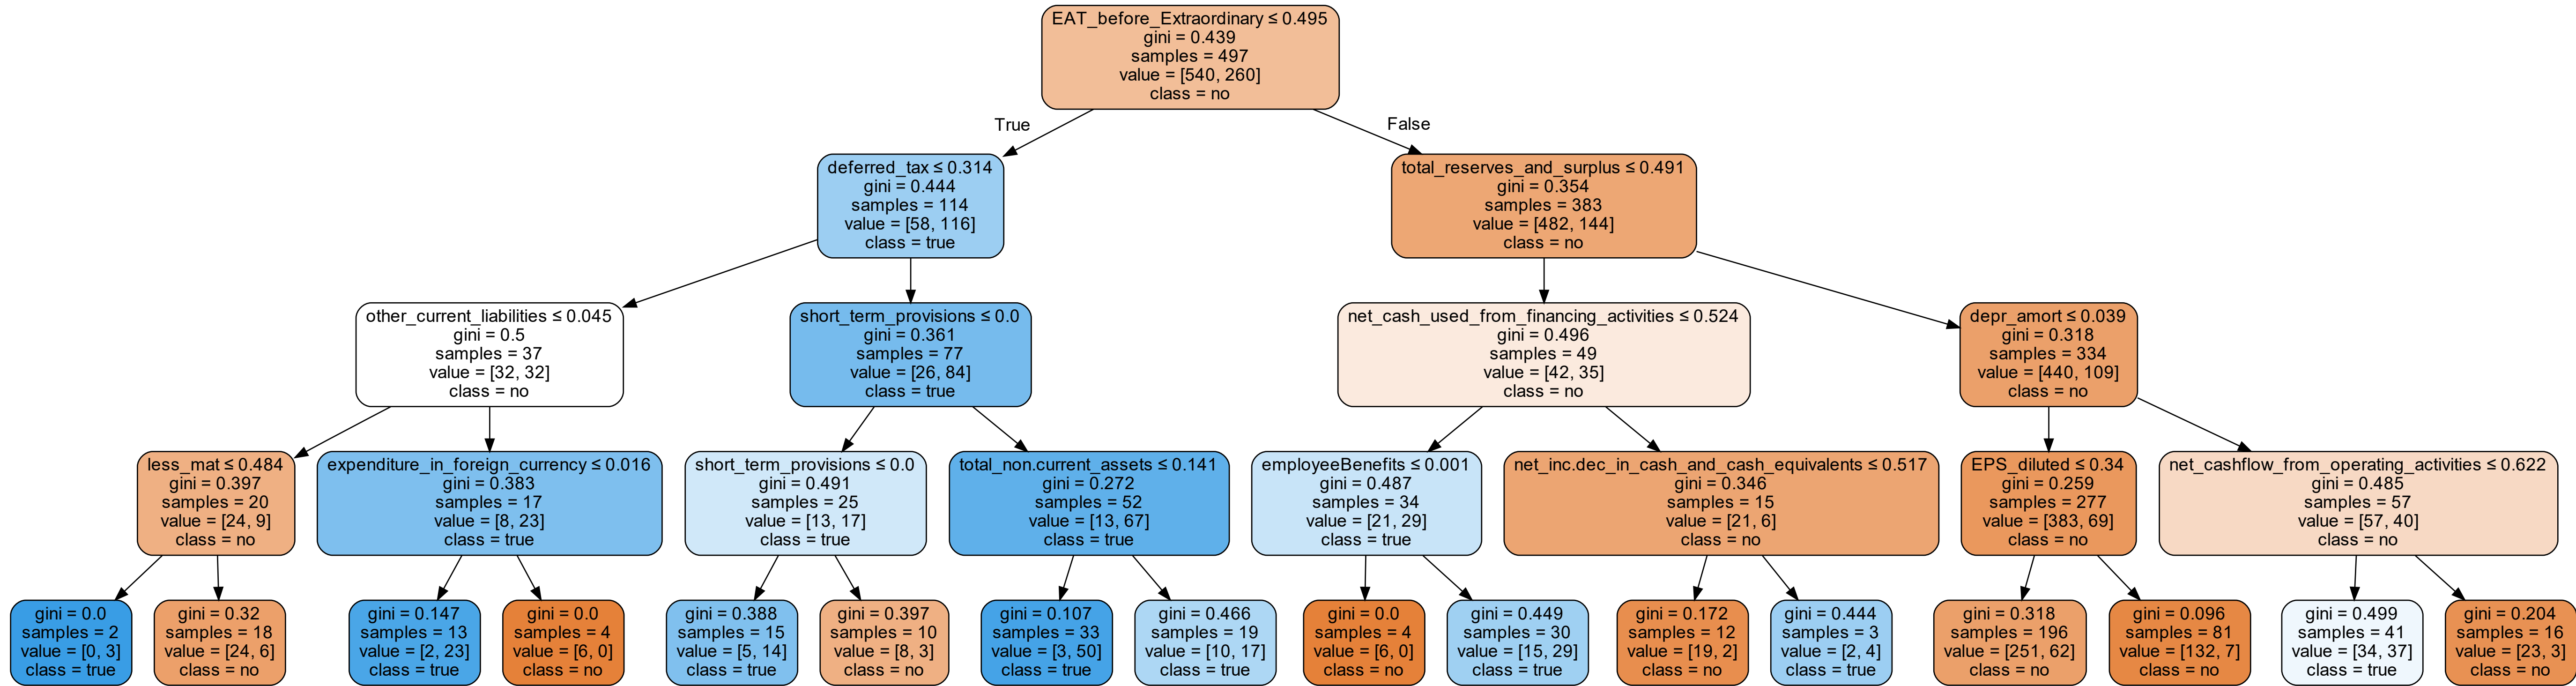 EAT_before_Extraordinary ≤ 0.495
gini = 0.439
samples = 497
value = [540, 260]
class = no
True
False
deferred_tax ≤ 0.314
gini = 0.444
samples = 114
value = [58, 116]
class = true
total_reserves_and_surplus ≤ 0.491
gini = 0.354
samples = 383
value = [482, 144]
class = no
other_current_liabilities ≤ 0.045
gini = 0.5
samples = 37
value = [32, 32]
class = no
short_term_provisions ≤ 0.0
gini = 0.361
samples = 77
value = [26, 84]
class = true
net_cash_used_from_financing_activities ≤ 0.524
gini = 0.496
samples = 49
value = [42, 35]
class = no
depr_amort ≤ 0.039
gini = 0.318
samples = 334
value = [440, 109]
class = no
less_mat ≤ 0.484
gini = 0.397
samples = 20
value = [24, 9]
class = no
expenditure_in_foreign_currency ≤ 0.016
gini = 0.383
samples = 17
value = [8, 23]
class = true
short_term_provisions ≤ 0.0
gini = 0.491
samples = 25
value = [13, 17]
class = true
total_non.current_assets ≤ 0.141
gini = 0.272
samples = 52
value = [13, 67]
class = true
employeeBenefits ≤ 0.001
gini = 0.487
samples = 34
value = [21, 29]
class = true
net_inc.dec_in_cash_and_cash_equivalents ≤ 0.517
gini = 0.346
samples = 15
value = [21, 6]
class = no
EPS_diluted ≤ 0.34
gini = 0.259
samples = 277
value = [383, 69]
class = no
net_cashflow_from_operating_activities ≤ 0.622
gini = 0.485
samples = 57
value = [57, 40]
class = no
gini = 0.0
samples = 2
value = [0, 3]
class = true
gini = 0.32
samples = 18
value = [24, 6]
class = no
gini = 0.147
samples = 13
value = [2, 23]
class = true
gini = 0.0
samples = 4
value = [6, 0]
class = no
gini = 0.388
samples = 15
value = [5, 14]
class = true
gini = 0.397
samples = 10
value = [8, 3]
class = no
gini = 0.107
samples = 33
value = [3, 50]
class = true
gini = 0.466
samples = 19
value = [10, 17]
class = true
gini = 0.0
samples = 4
value = [6, 0]
class = no
gini = 0.449
samples = 30
value = [15, 29]
class = true
gini = 0.172
samples = 12
value = [19, 2]
class = no
gini = 0.444
samples = 3
value = [2, 4]
class = true
gini = 0.318
samples = 196
value = [251, 62]
class = no
gini = 0.096
samples = 81
value = [132, 7]
class = no
gini = 0.499
samples = 41
value = [34, 37]
class = true
gini = 0.204
samples = 16
value = [23, 3]
class = no